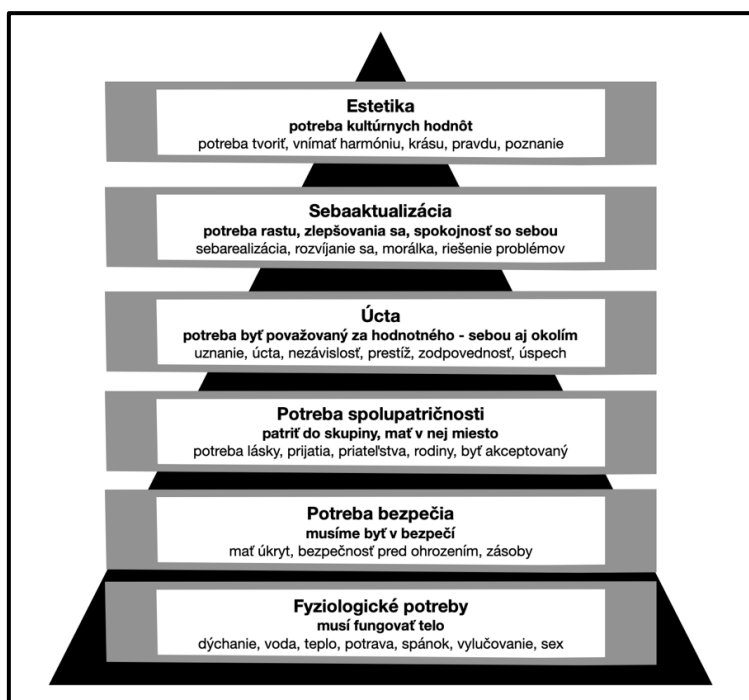 Estetika
potreba kultúrnych hodnôt
potreba tvoriť, vnímať harmóniu, krásu, pravdu, poznanie
Sebaaktualizácia
potreba rastu, zlepšovania sa, spokojnosť so sebou
sebarealizácia, rozvíjanie sa, morálka, riešenie problémov
Úcta
potreba byť považovaný za hodnotného - sebou aj okolím
uznanie, úcta, nezávislosť, prestíž, zodpovednosť, úspech
Potreba spolupatričnosti
patriť do skupiny, mať v nej miesto
potreba lásky, prijatia, priateľstva, rodiny, byť akceptovaný
Potreba bezpečia
musíme byť v bezpečí
mať úkryt, bezpečnosť pred ohrozením, zásoby
Fyziologické potreby
musí fungovať telo
dýchanie, voda, teplo, potrava, spánok, vylučovanie, sex